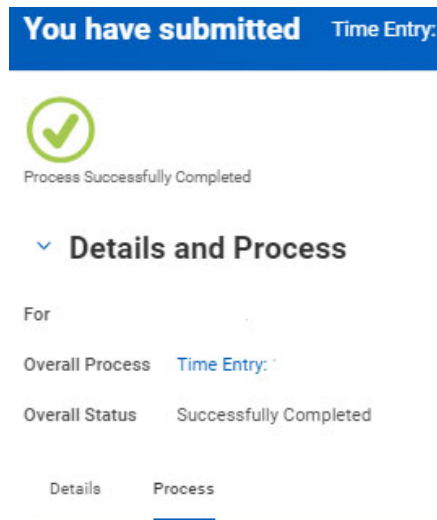 You have submitted Time Entry:
Process Successfully Completed
Details and Process
For
Overall Process Time Entry:
Overall Status Successfully Completed
Details Process